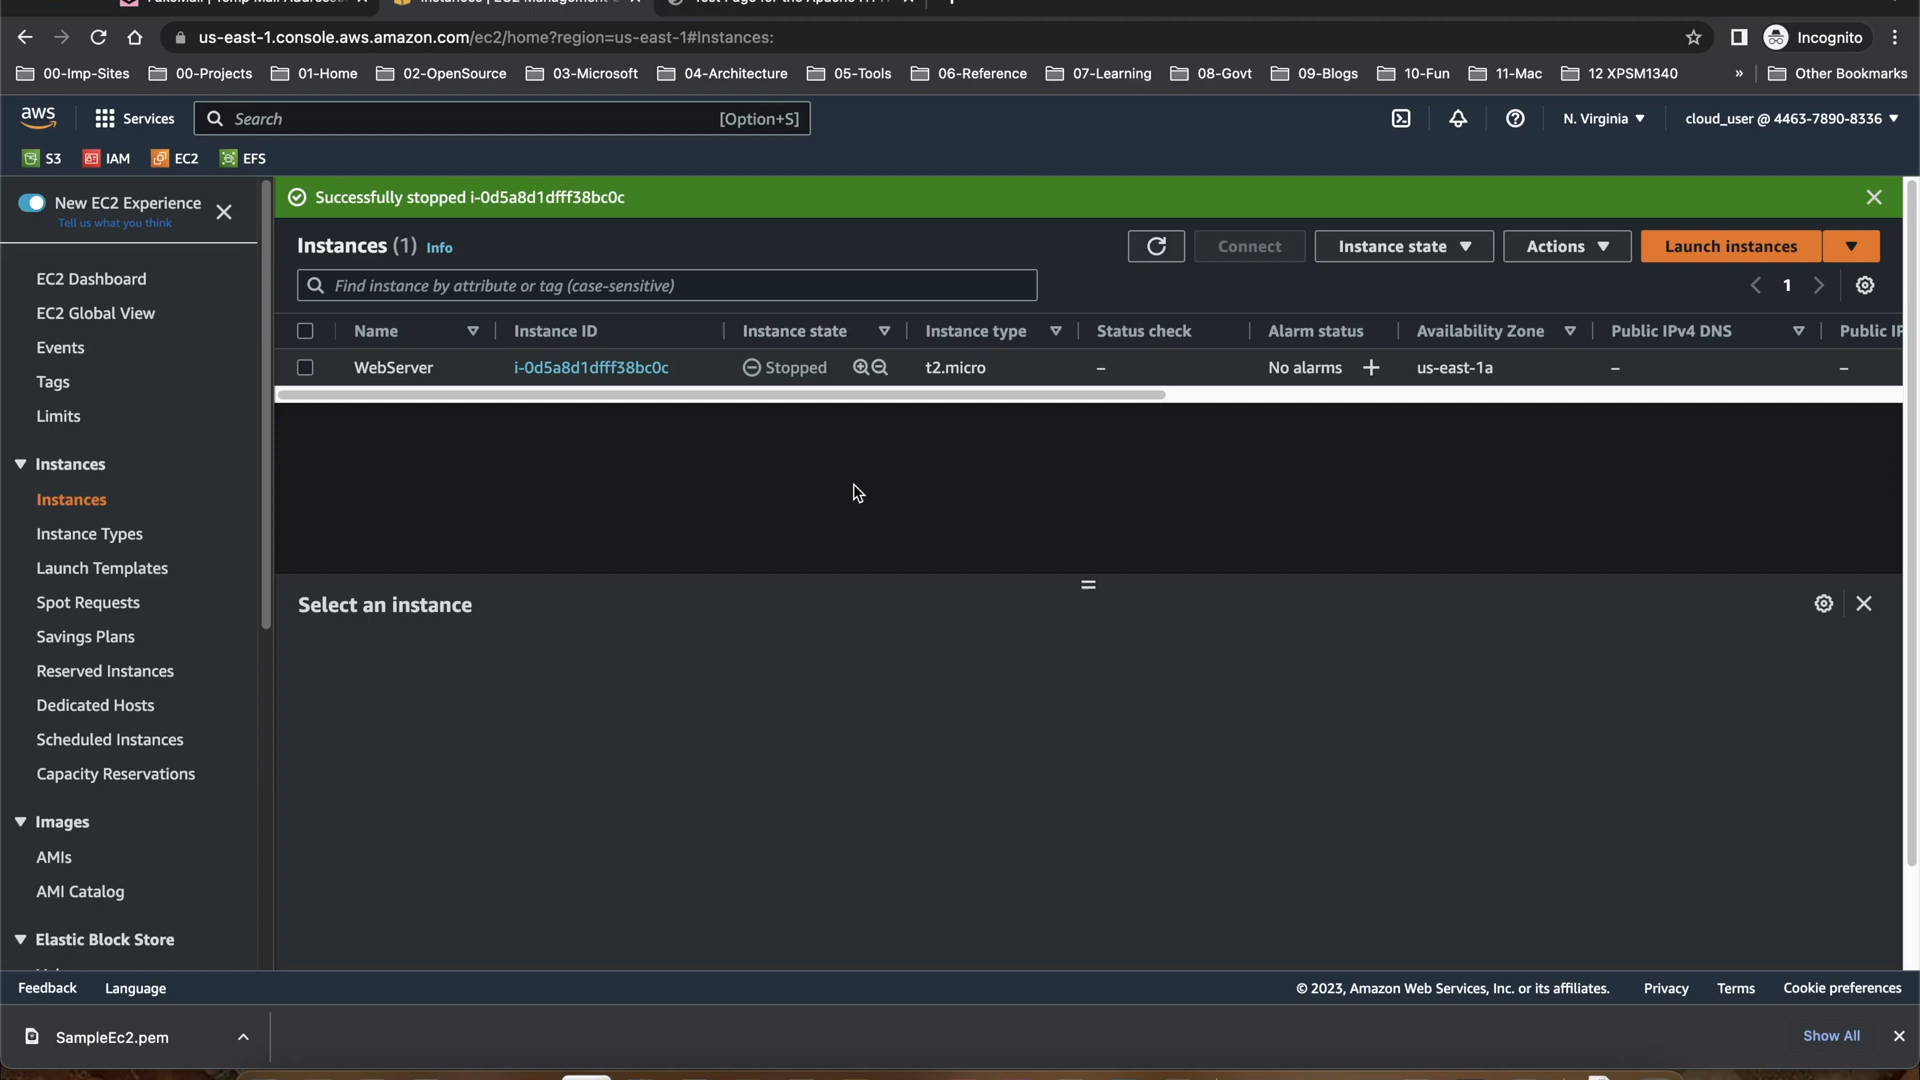 us-east-1.console.aws.amazon.com/ec2/home?region=us-east-1#Instances:
Incognito
00-Imp-Sites
00-Projects
01-Home
02-OpenSource
03-Microsoft
04-Architecture
05-Tools
06-Reference
07-Learning
08-Govt
09-Blogs
10-Fun
11-Mac
12 XPSM1340
»
Other Bookmarks
aws
Services
Search
[Option+S]
N. Virginia
cloud_user @ 4463-7890-8336
S3
IAM
EC2
EFS
New EC2 Experience
Tell us what you think
EC2 Dashboard
EC2 Global View
Events
Tags
Limits
Instances
Instances
Instance Types
Launch Templates
Spot Requests
Savings Plans
Reserved Instances
Dedicated Hosts
Scheduled Instances
Capacity Reservations
Images
AMIs
AMI Catalog
Elastic Block Store
Successfully stopped i-0d5a8d1dfff38bc0c
Instances (1) Info
Connect
Instance state
Actions
Launch instances
Find instance by attribute or tag (case-sensitive)
1
Name Instance ID Instance state Instance type Status check Alarm status Availability Zone Public IPv4 DNS Public IP
WebServer i-0d5a8d1dfff38bc0c Stopped t2.micro – No alarms + us-east-1a – –
Select an instance
Feedback
Language
© 2023, Amazon Web Services, Inc. or its affiliates.
Privacy
Terms
Cookie preferences
SampleEc2.pem
Show All